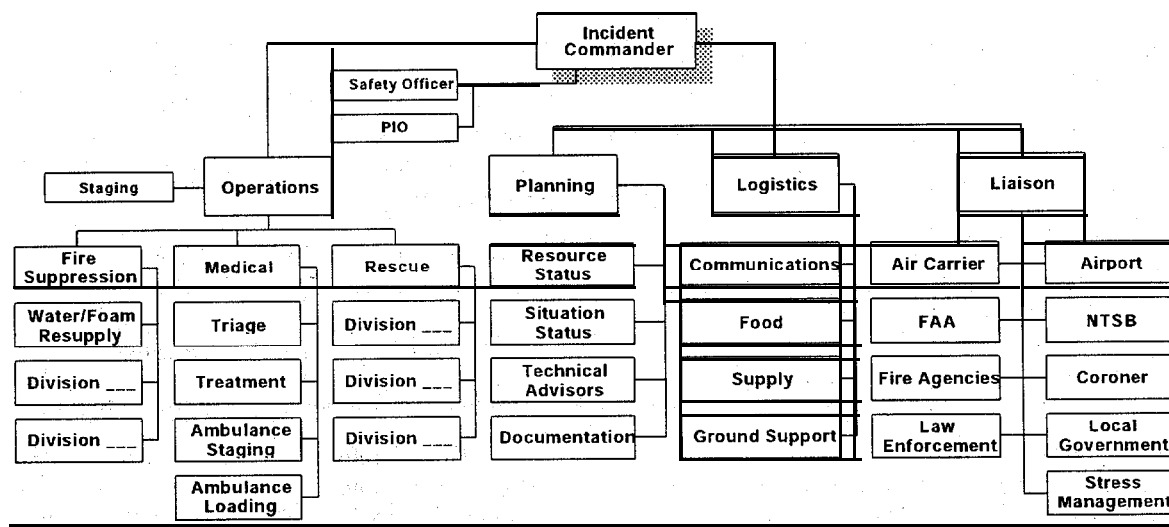 Incident
Commander
Safety Officer
PIO
Staging
Operations
Planning
Logistics
Liaison
Fire
Suppression
Medical
Rescue
Resource
Status
Communications
Air Carrier
Airport
Water/Foam
Resupply
Triage
Division ___
Situation
Status
Food
FAA
NTSB
Division ___
Treatment
Division ___
Technical
Advisors
Supply
Fire Agencies
Coroner
Division ___
Ambulance
Staging
Division ___
Documentation
Ground Support
Law
Enforcement
Local
Government
Ambulance
Loading
Stress
Management